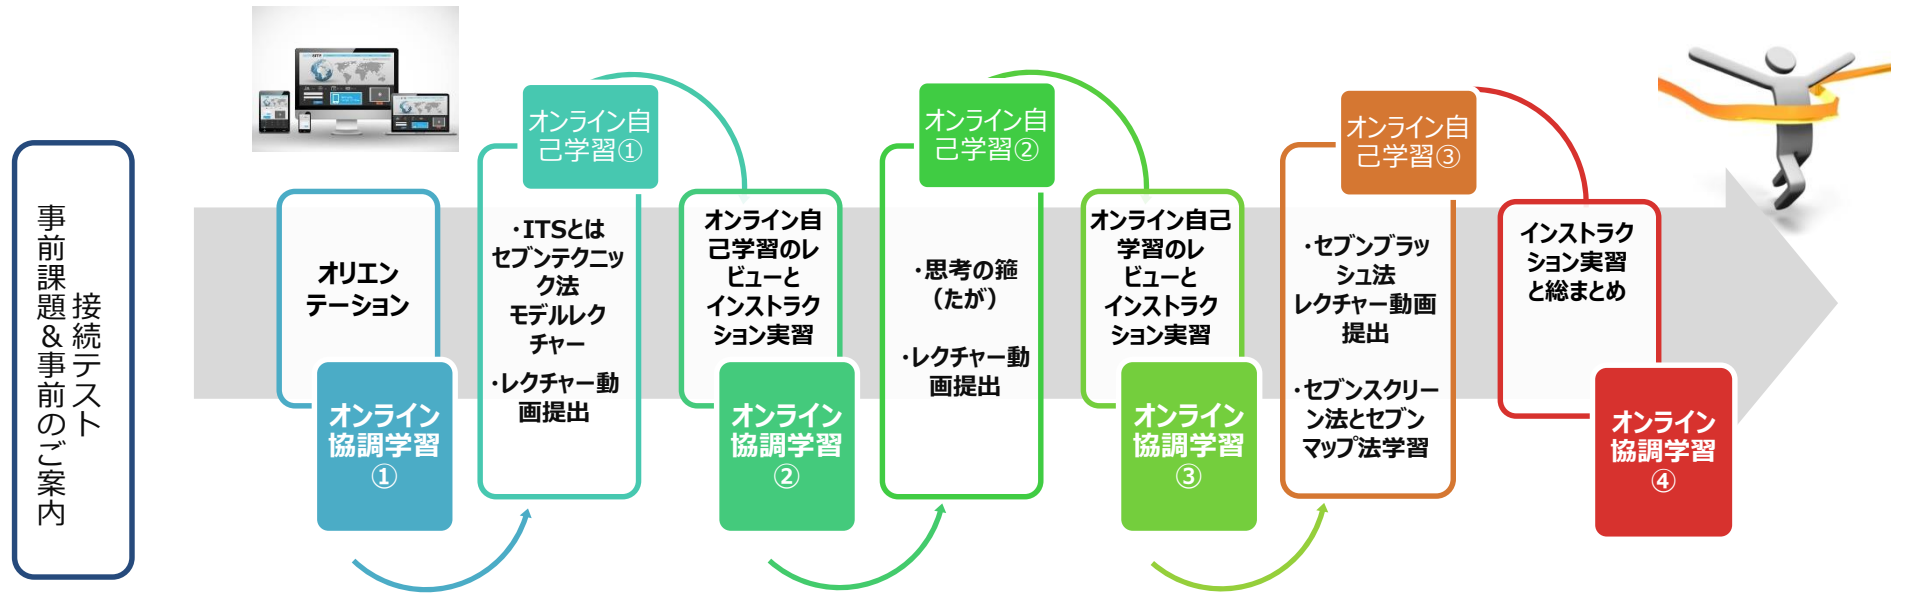 接続テスト
事前課題&事前のご案内
オリエン
テーション
オンライン
協調学習
①
オンライン自
己学習①
・ITSとは
セブンテクニッ
ク法
モデルレク
チャー
・レクチャー動
画提出
オンライン自
己学習のレ
ビューと
インストラク
ション実習
オンライン
協調学習
②
オンライン自
己学習②
・思考の箍
（たが）
・レクチャー動
画提出
オンライン自己
学習のレ
ビューと
インストラク
ション実習
オンライン
協調学習
③
オンライン自
己学習③
・セブンブラッ
シュ法
レクチャー動画
提出
・セブンスクリー
ン法とセブン
マップ法学習
インストラク
ション実習
と総まとめ
オンライン
協調学習
④